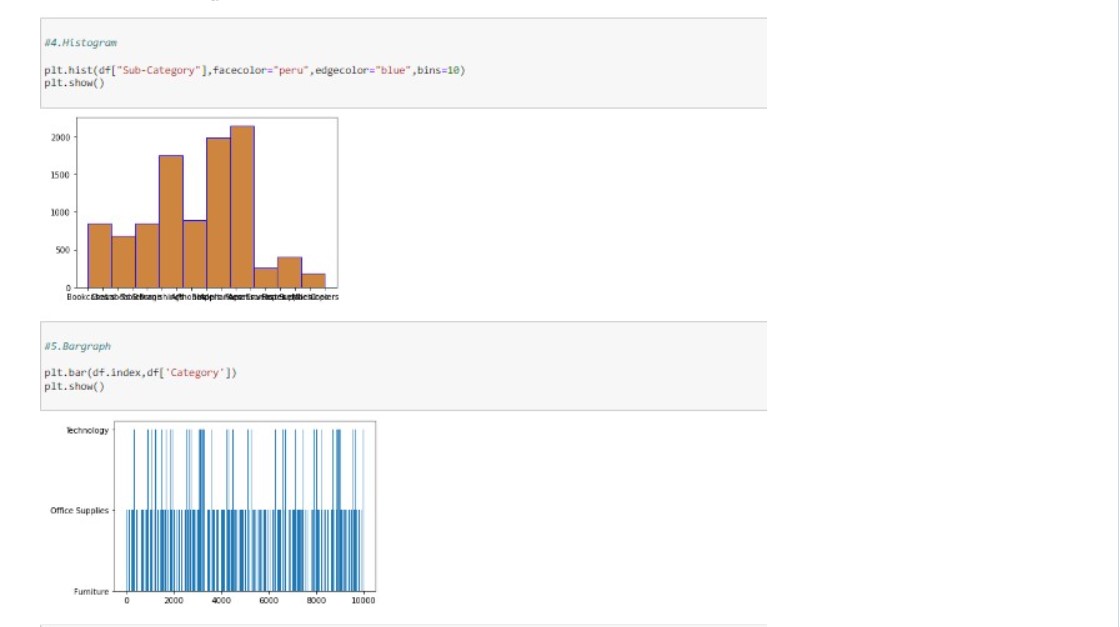 #4.Histogram
plt.hist(df["Sub-Category"],facecolor="peru",edgecolor="blue",bins=10)
plt.show()
2000
1500
1000
500
0
#5.Bargraph
plt.bar(df.index,df['Category'])
plt.show()
Technology
Office Supplies
Furniture
0 2000 4000 6000 8000 10000